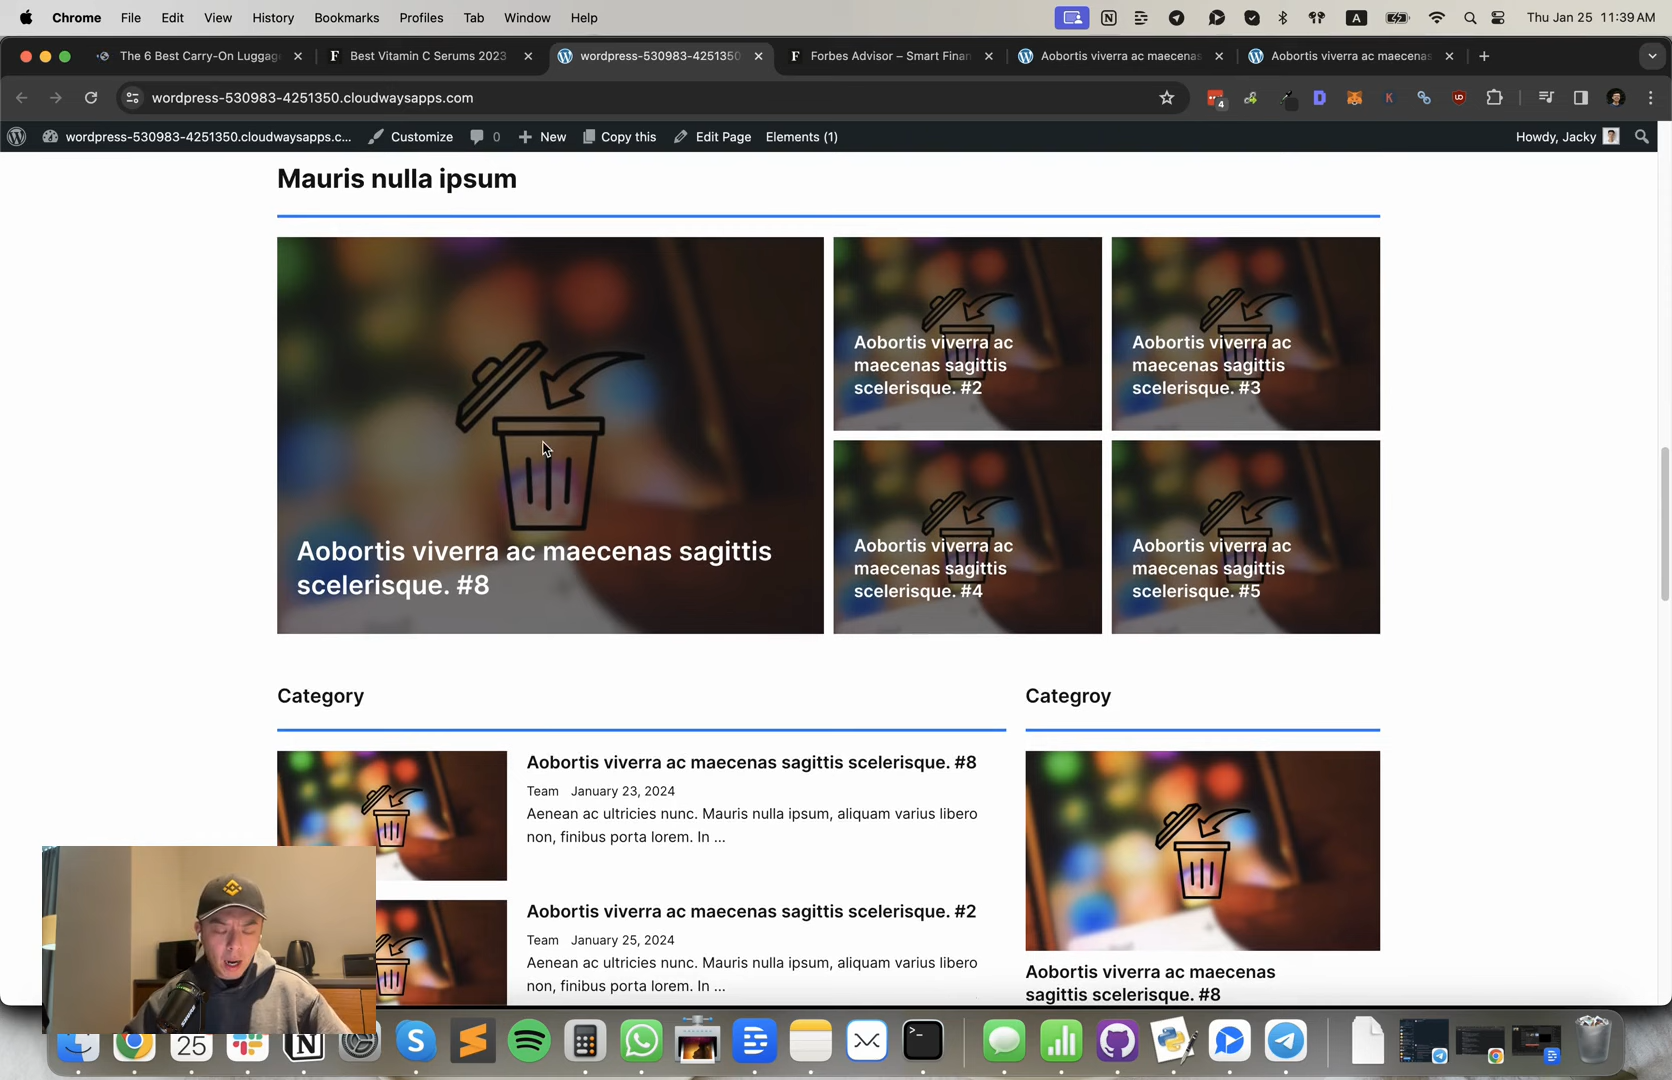 Chrome File Edit View History Bookmarks Profiles Tab Window Help
A
Thu Jan 25 11:39 AM
The 6 Best Carry-On Luggage
Best Vitamin C Serums 2023
wordpress-530983-4251350
Forbes Advisor – Smart Finan
Aobortis viverra ac maecenas
Aobortis viverra ac maecenas
wordpress-530983-4251350.cloudwaysapps.com
4
wordpress-530983-4251350.cloudwaysapps.c... Customize 0 New Copy this Edit Page Elements (1) Howdy, Jacky
Mauris nulla ipsum
Aobortis viverra ac maecenas sagittis
scelerisque. #8
Aobortis viverra ac
maecenas sagittis
scelerisque. #2
Aobortis viverra ac
maecenas sagittis
scelerisque. #3
Aobortis viverra ac
maecenas sagittis
scelerisque. #4
Aobortis viverra ac
maecenas sagittis
scelerisque. #5
Category
Aobortis viverra ac maecenas sagittis scelerisque. #8
Team January 23, 2024
Aenean ac ultricies nunc. Mauris nulla ipsum, aliquam varius libero
non, finibus porta lorem. In ...
Aobortis viverra ac maecenas sagittis scelerisque. #2
Team January 25, 2024
Aenean ac ultricies nunc. Mauris nulla ipsum, aliquam varius libero
non, finibus porta lorem. In ...
Categroy
Aobortis viverra ac maecenas
sagittis scelerisque. #8
25